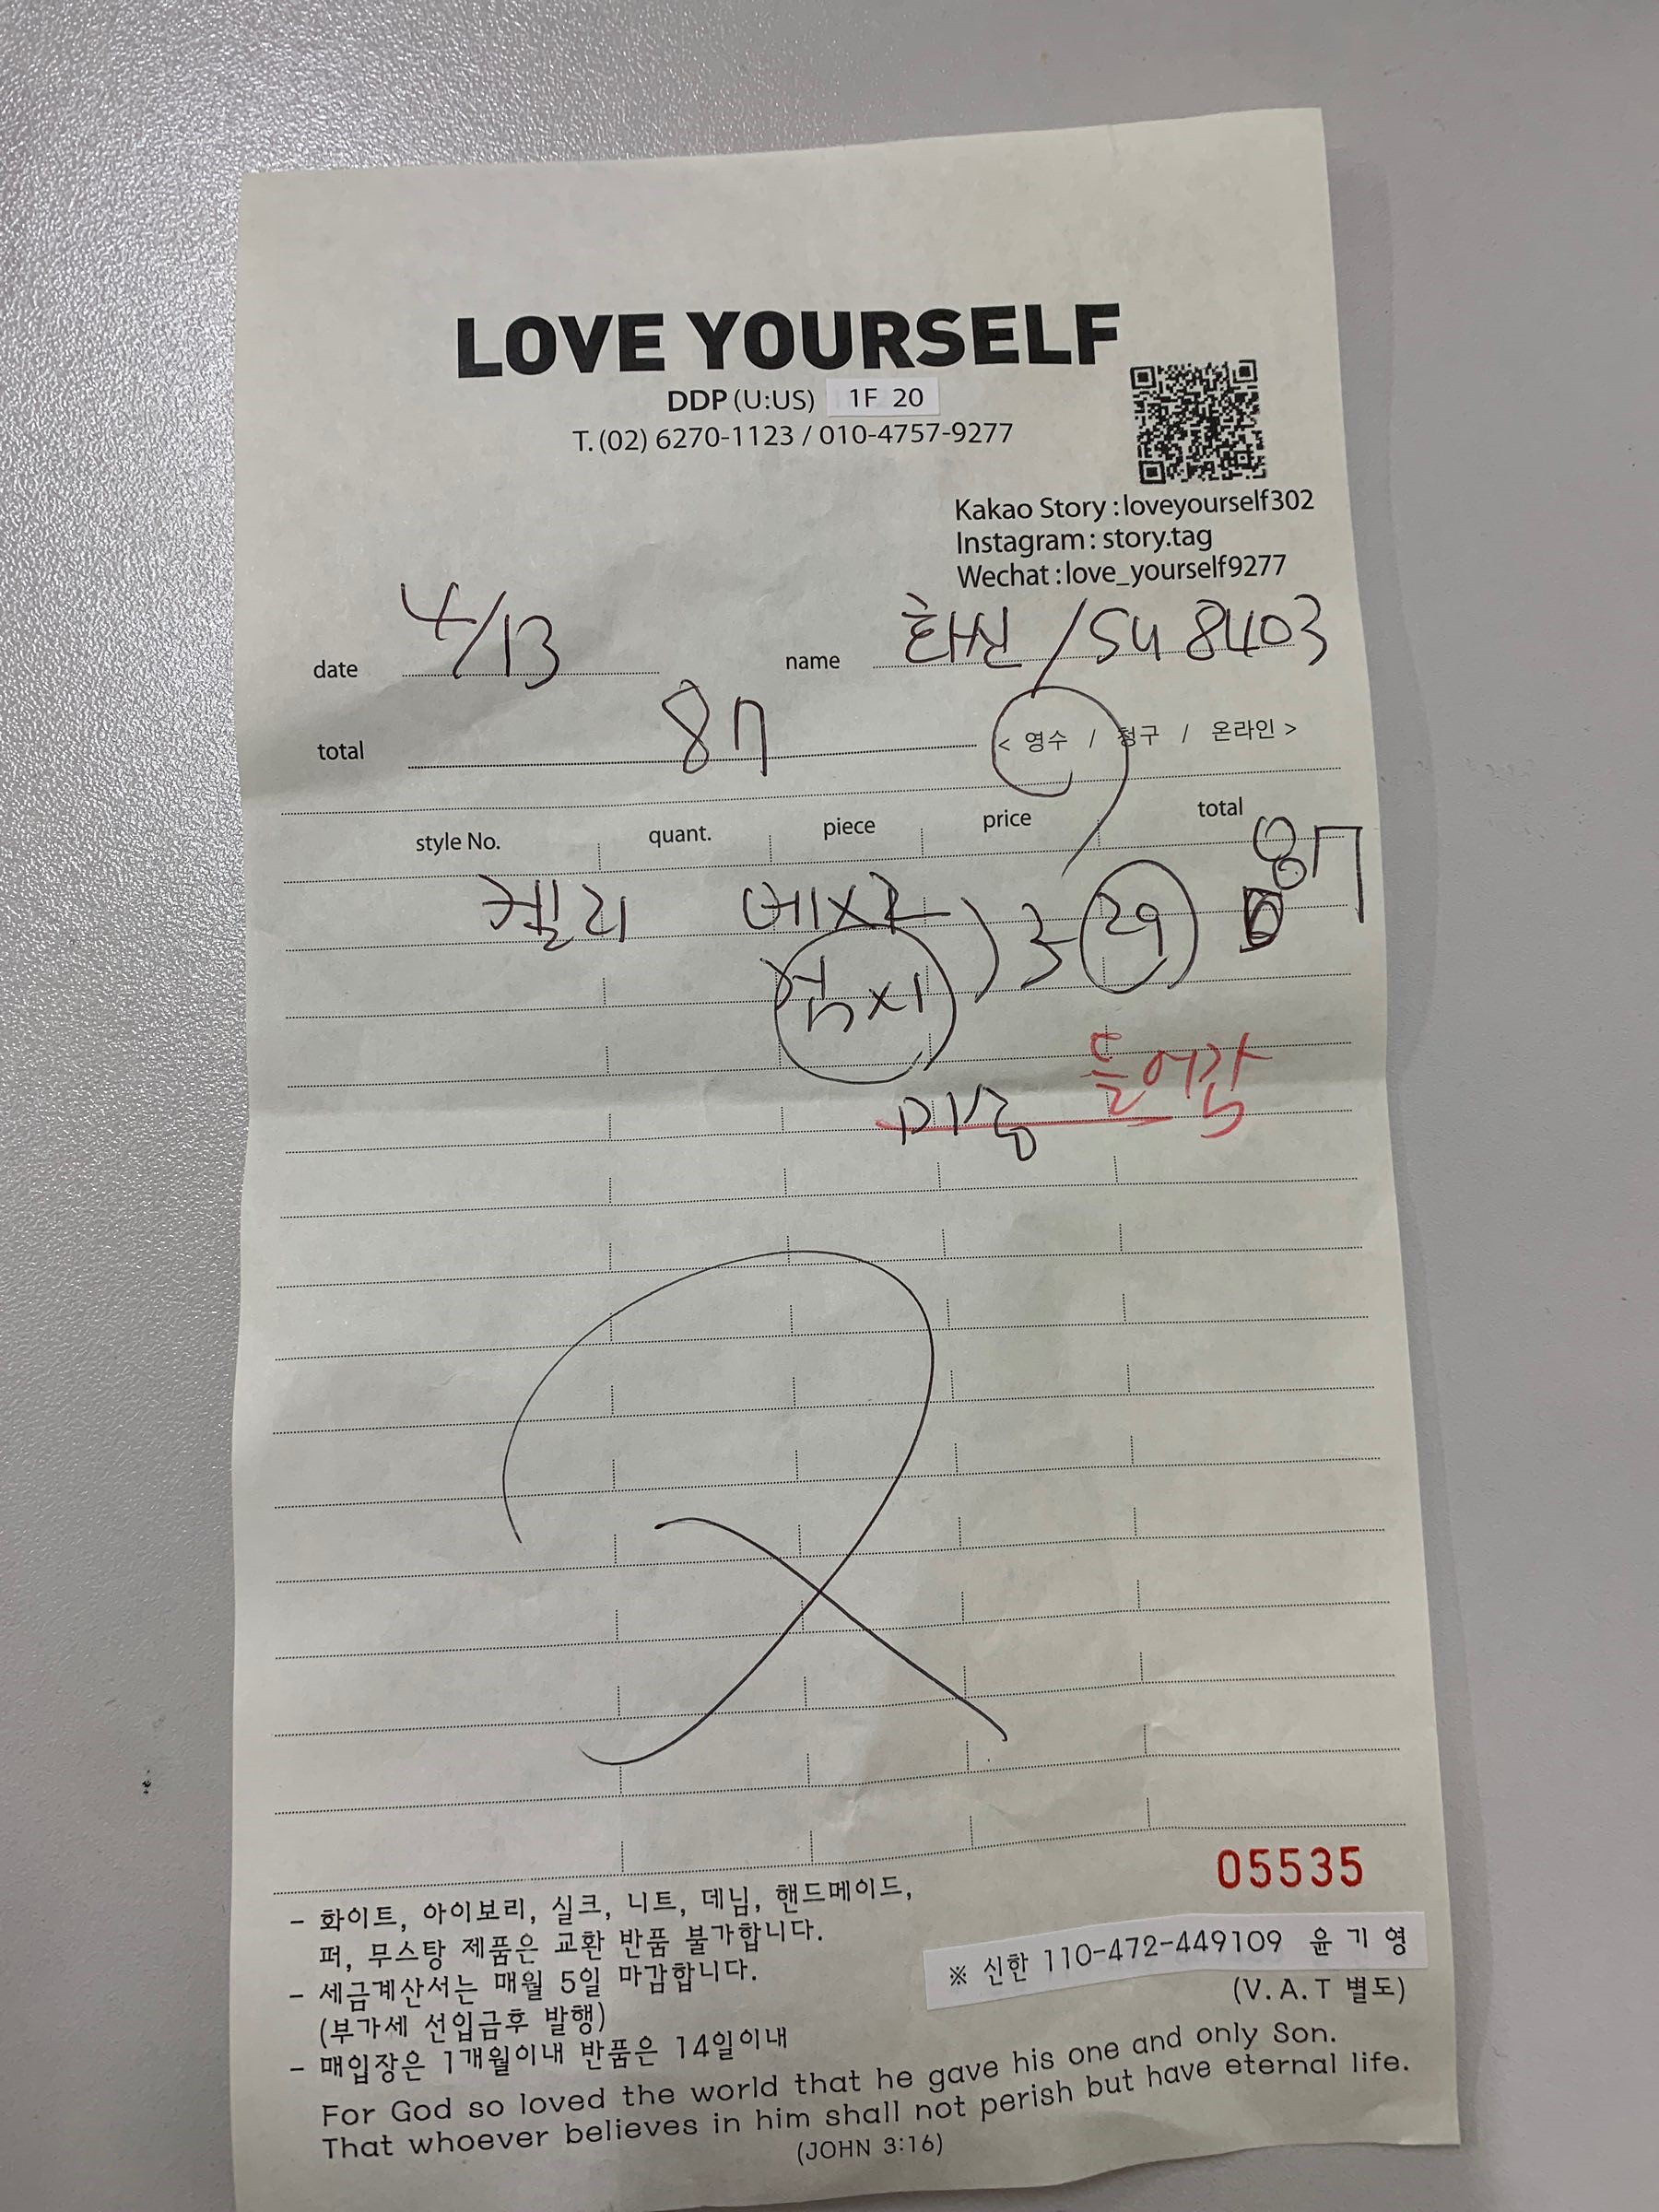 LOVE YOURSELF
DDP (U:US) 1F 20
T. (02) 6270-1123 / 010-4757-9277
Kakao Story : loveyourself302
Instagram : story.tag
Wechat : love_yourself9277
date 4/13 name 화신 / SU 8403
total 87 < 영수 / 청구 / 온라인 >
style No. quant. piece price total
켈리 베x2 ) 3 29 87
검x1
미송 들어감
05535
- 화이트, 아이보리, 실크, 니트, 데님, 핸드메이드,
퍼, 무스탕 제품은 교환 반품 불가합니다.
- 세금계산서는 매월 5일 마감합니다.
(부가세 선입금후 발행)
- 매입장은 1개월이내 반품은 14일이내
※ 신한 110-472-449109 윤 기 영
(V.A.T 별도)
For God so loved the world that he gave his one and only Son.
That whoever believes in him shall not perish but have eternal life.
(JOHN 3:16)